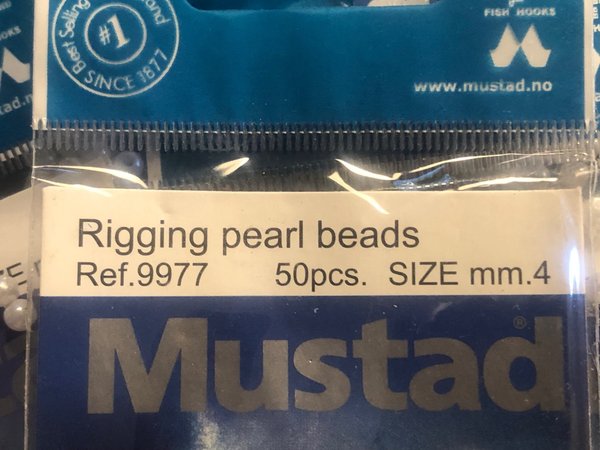 Best Selling
#1
SINCE 1877
FISH HOOKS
www.mustad.no
Rigging pearl beads
Ref.9977 50pcs. SIZE mm.4
Mustad®